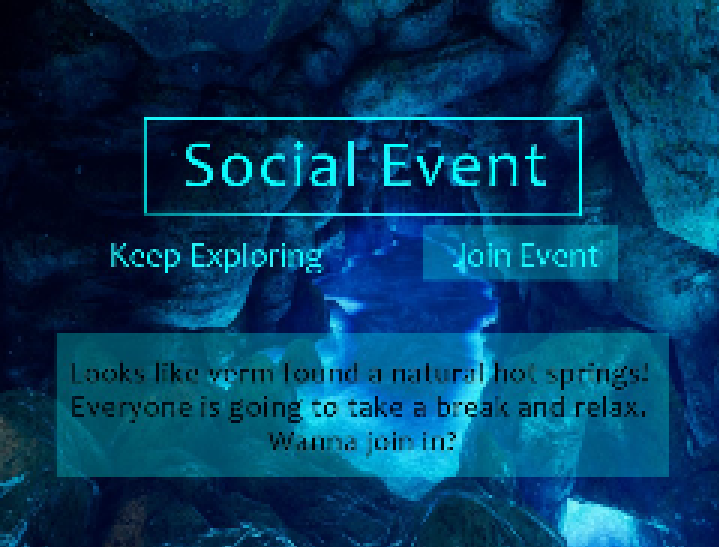 Social Event
Keep Exploring
Join Event
Looks like verm found a natural hot springs!
Everyone is going to take a break and relax.
Wanna join in?